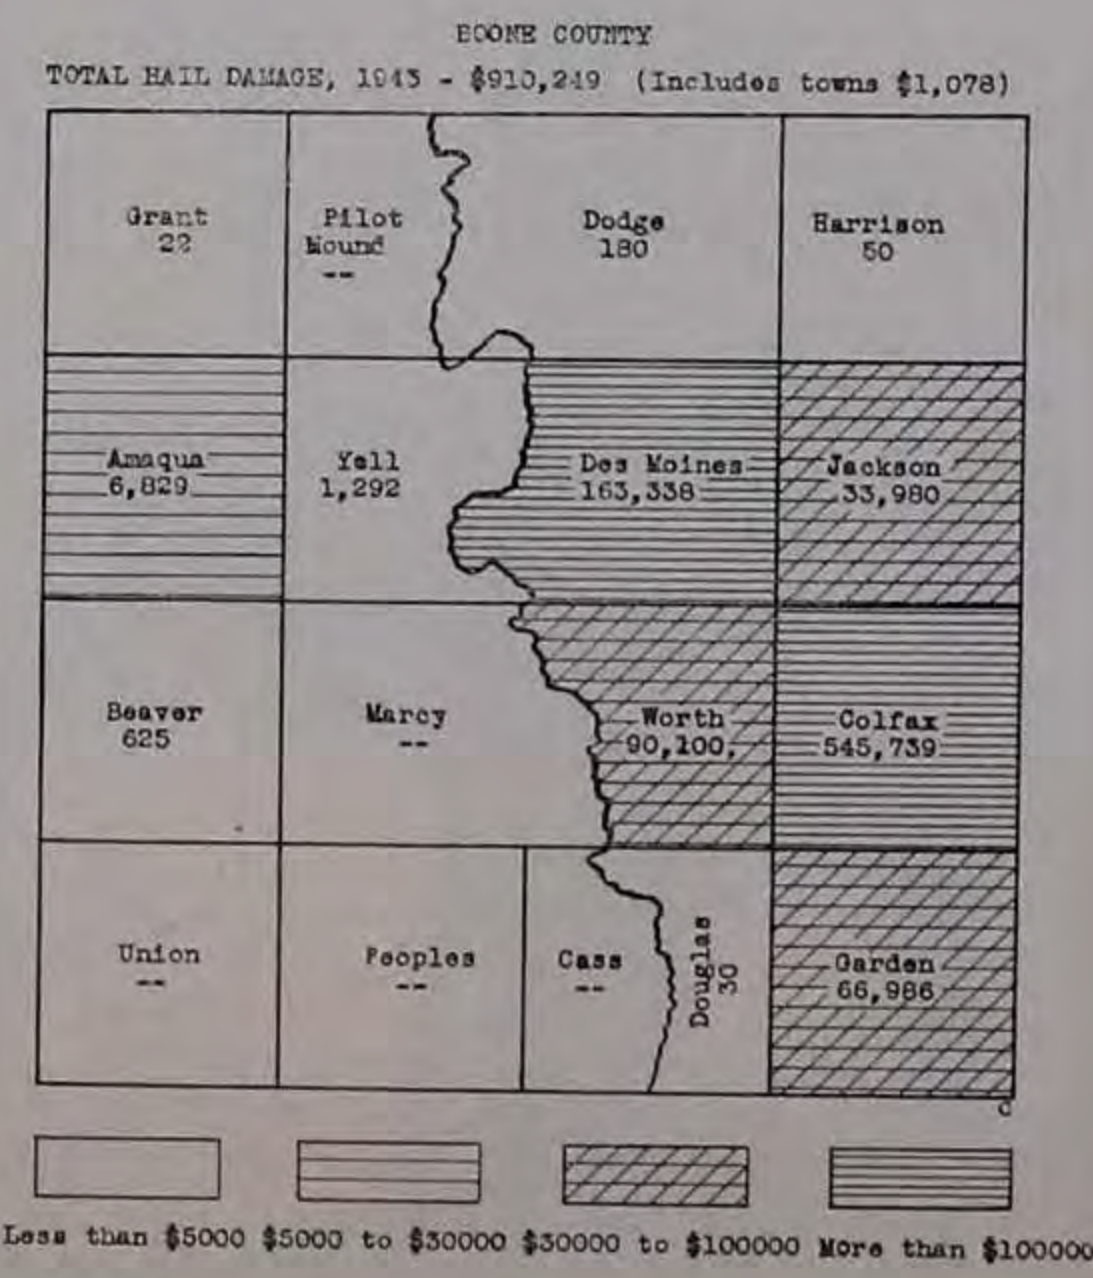 BOONE COUNTY
TOTAL HAIL DAMAGE, 1943 - $910,249 (Includes towns $1,078)
Grant
22
Pilot
Mound
--
Dodge
180
Harrison
50
Amaqua
6,829
Yell
1,292
Des Moines
163,338
Jackson
33,980
Beaver
625
Marcy
--
Worth
90,100.
Colfax
545,739
Union
--
Peoples
--
Cass
--
Douglas
30
Garden
66,986
Less than $5000 $5000 to $30000 $30000 to $100000 More than $100000